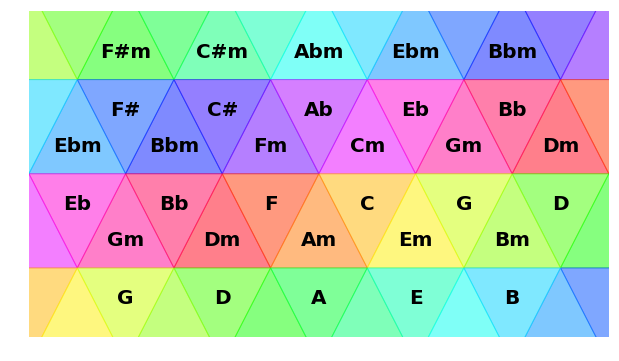 F#m C#m Abm Ebm Bbm
F# C# Ab Eb Bb
Ebm Bbm Fm Cm Gm Dm
Eb Bb F C G D
Gm Dm Am Em Bm
G D A E B